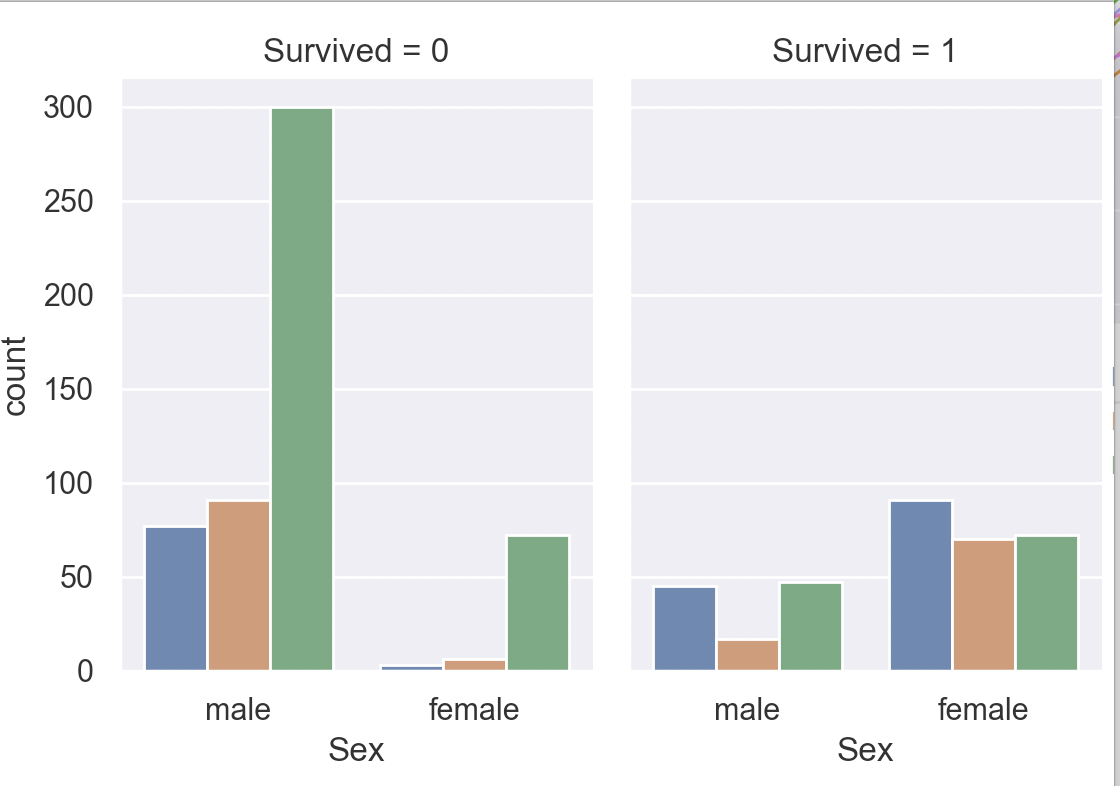 Survived = 0
Survived = 1
300
250
200
150
100
50
0
count
male
female
male
female
Sex
Sex